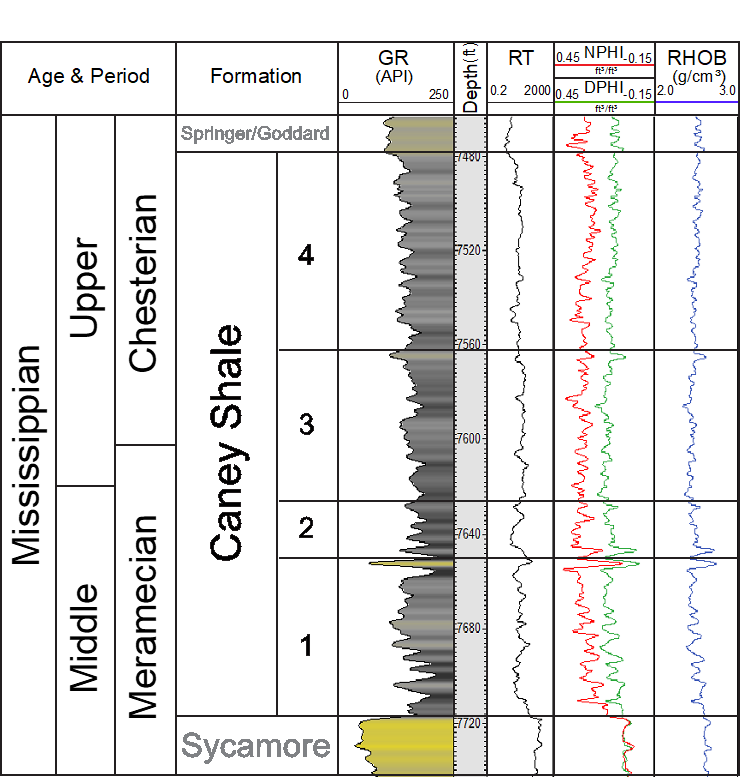 Age & Period
Formation
GR
(API)
0 250
Depth(ft)
RT
0.2 2000
0.45 NPHI -0.15
ft³/ft³
0.45 DPHI -0.15
ft³/ft³
RHOB
(g/cm³)
2.0 3.0
Mississippian
Upper
Middle
Chesterian
Meramecian
Springer/Goddard
Caney Shale
4
3
2
1
Sycamore
7480
7520
7560
7600
7640
7680
7720